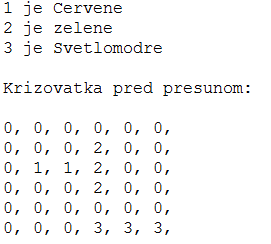 1 je Cervene
2 je zelene
3 je Svetlomodre
Krizovatka pred presunom:
0, 0, 0, 0, 0, 0,
0, 0, 0, 2, 0, 0,
0, 1, 1, 2, 0, 0,
0, 0, 0, 2, 0, 0,
0, 0, 0, 0, 0, 0,
0, 0, 0, 3, 3, 3,